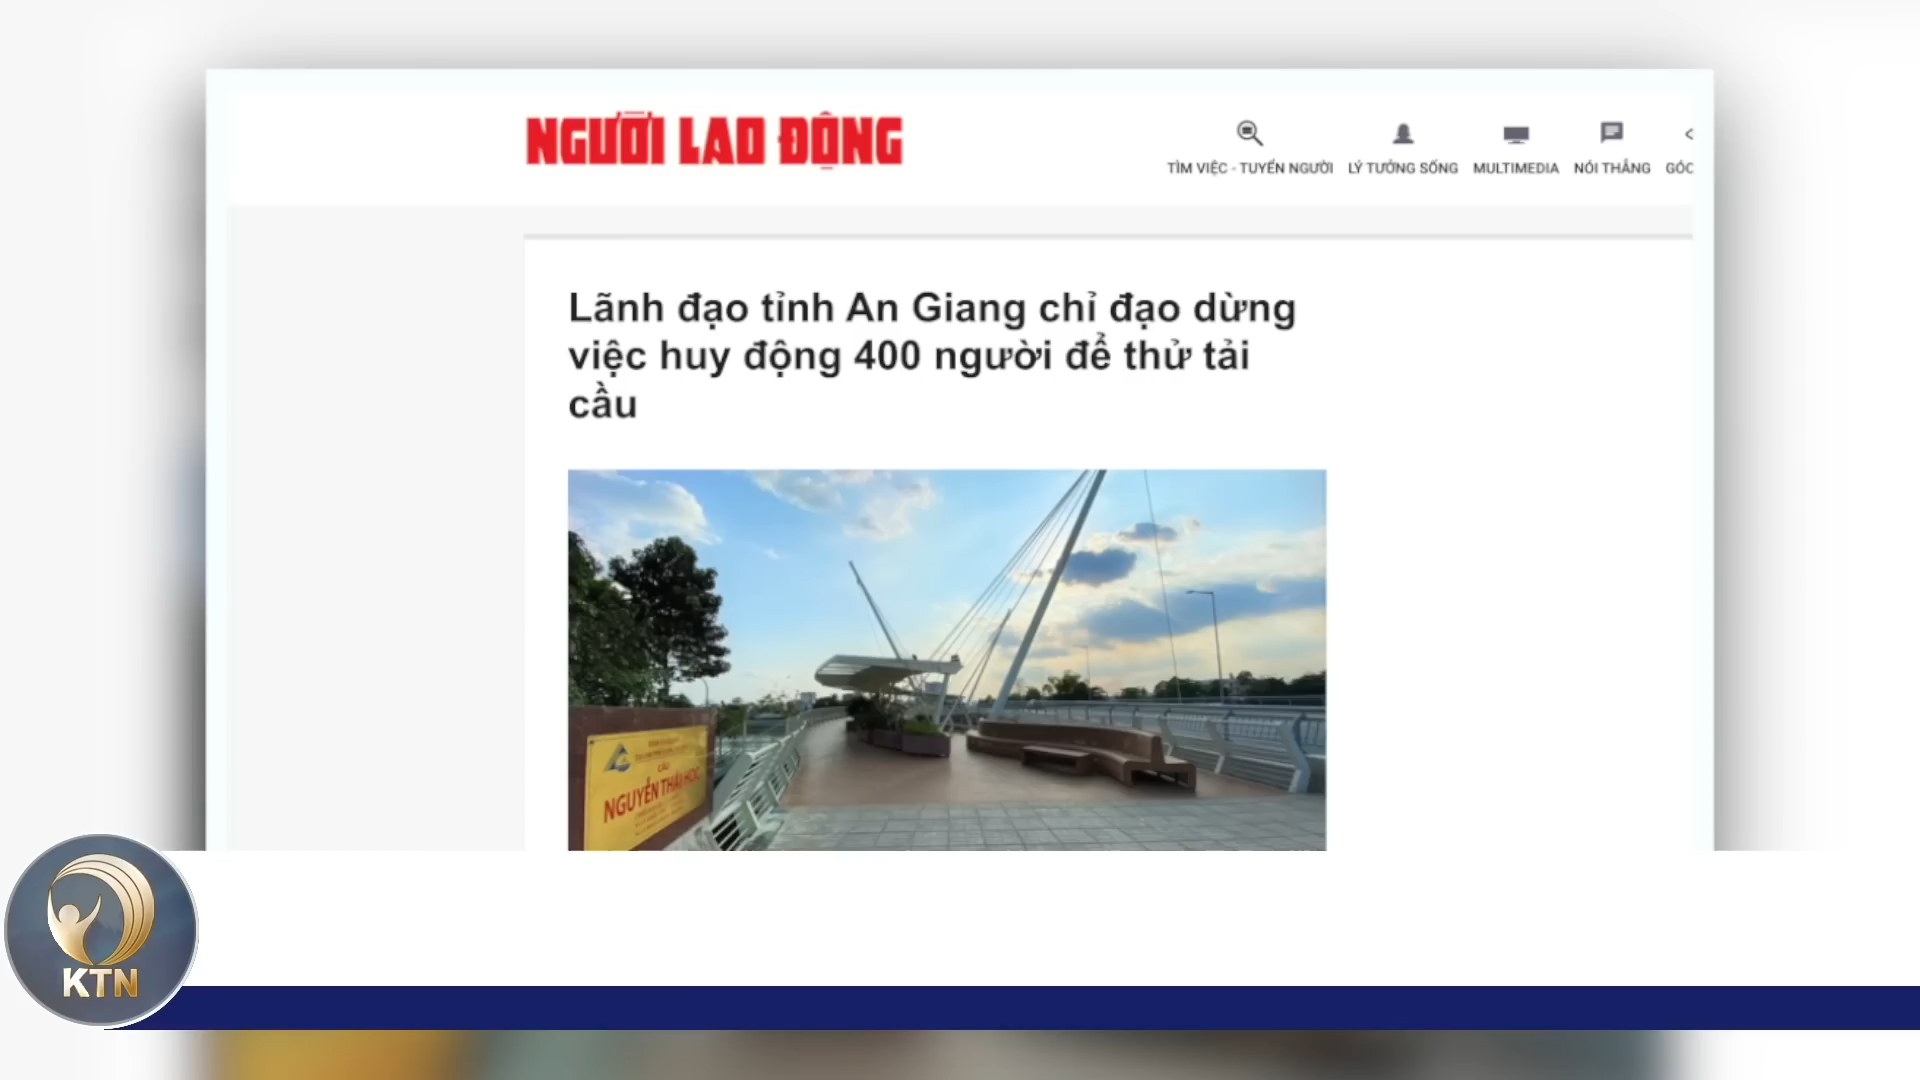 NGƯỜI LAO ĐỘNG
TÌM VIỆC - TUYỂN NGƯỜI
LÝ TƯỞNG SỐNG
MULTIMEDIA
NÓI THẲNG
GÓC
Lãnh đạo tỉnh An Giang chỉ đạo dừng
việc huy động 400 người để thử tải
cầu
CẦU
NGUYỄN THÁI HỌC
KTN